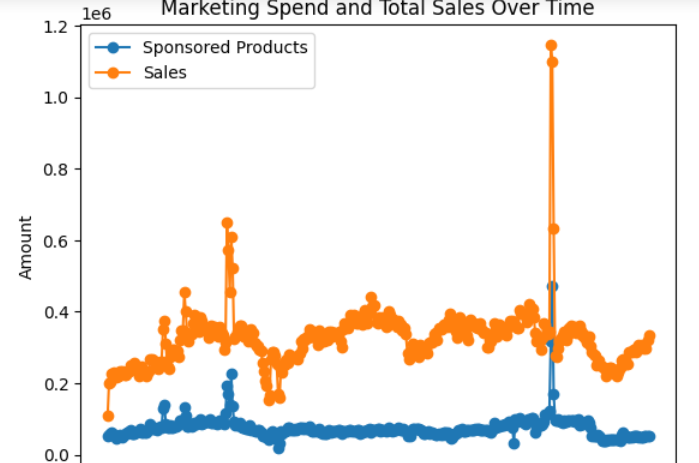 Marketing Spend and Total Sales Over Time
1e6
1.2
Sponsored Products
Sales
1.0
0.8
0.6
0.4
0.2
0.0
Amount